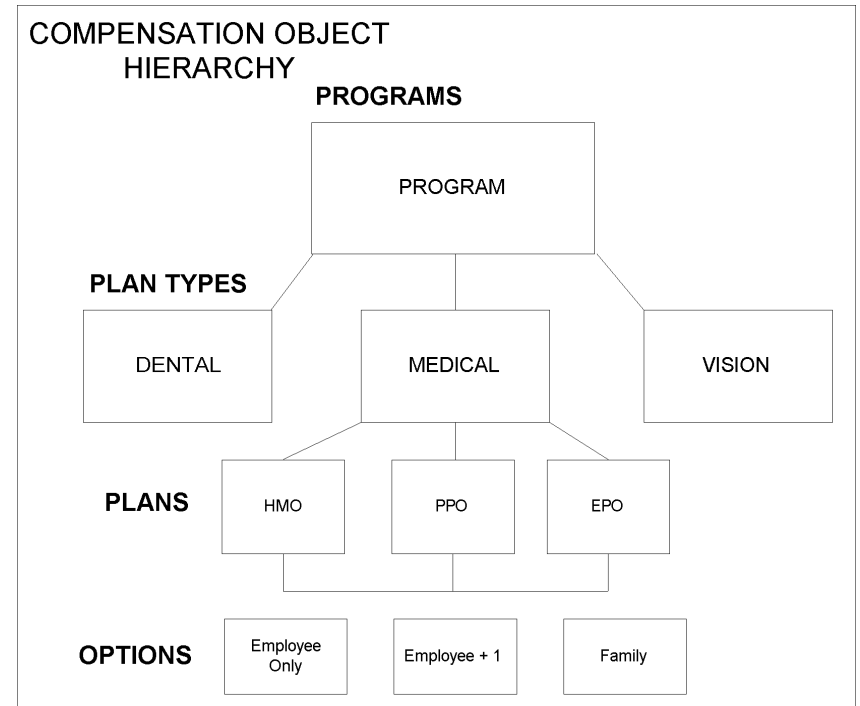 COMPENSATION OBJECT
HIERARCHY
PROGRAMS
PROGRAM
PLAN TYPES
DENTAL
MEDICAL
VISION
PLANS
HMO
PPO
EPO
OPTIONS
Employee
Only
Employee + 1
Family